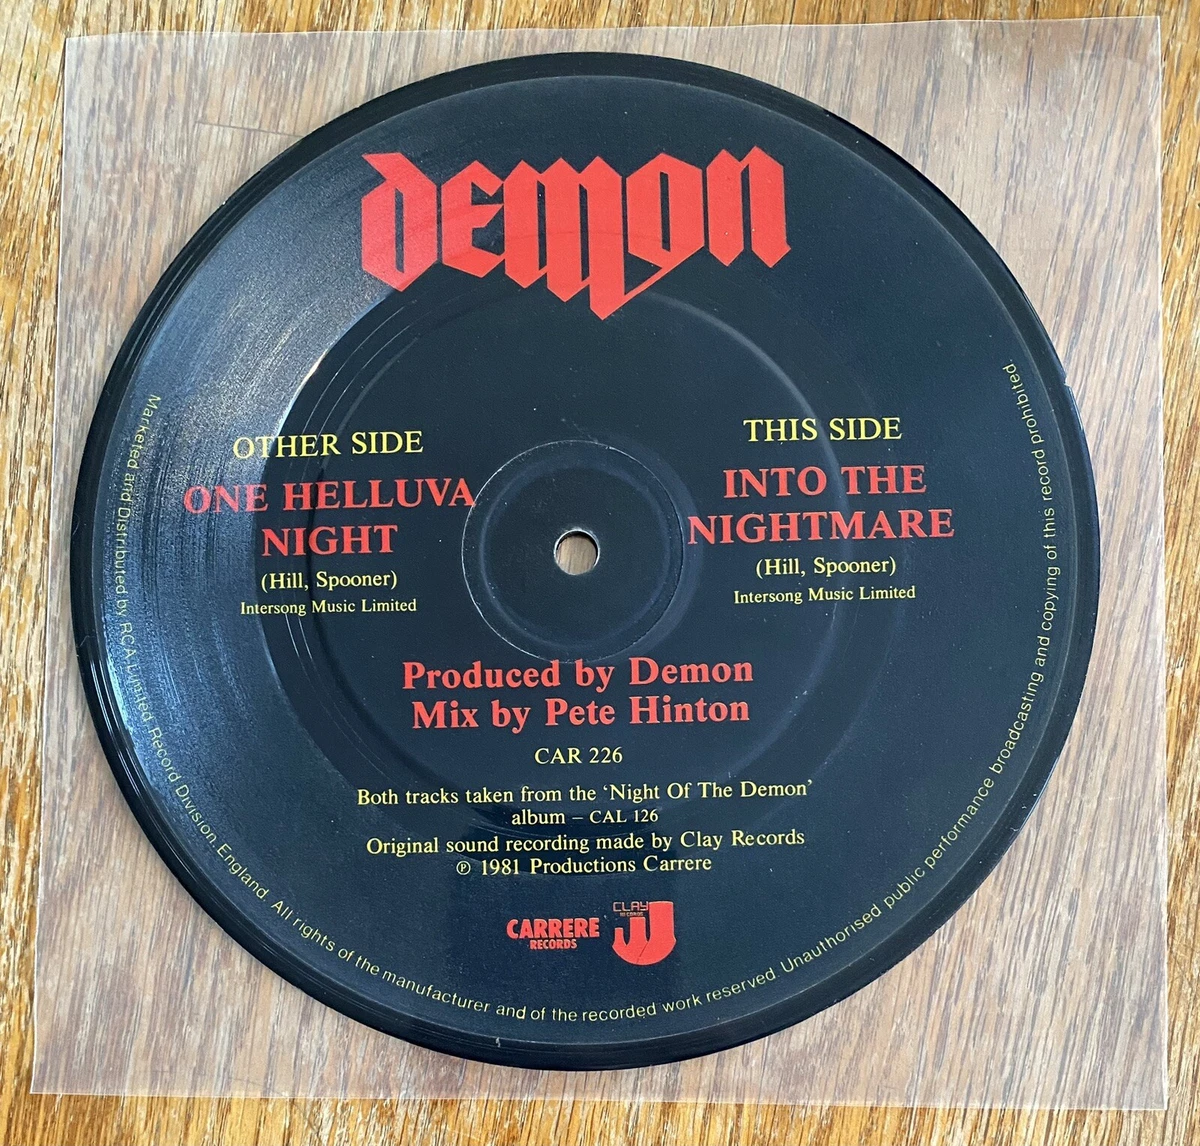 DEMON
OTHER SIDE
ONE HELLUVA
NIGHT
(Hill, Spooner)
Intersong Music Limited
THIS SIDE
INTO THE
NIGHTMARE
(Hill, Spooner)
Intersong Music Limited
Produced by Demon
Mix by Pete Hinton
CAR 226
Both tracks taken from the ‘Night Of The Demon’
album – CAL 126
Original sound recording made by Clay Records
℗ 1981 Productions Carrere
CARRERE
RECORDS
CLAY
RECORDS
Marketed and Distributed by RCA Limited Record Division England. All rights of the manufacturer and of the recorded work reserved. Unauthorised public performance broadcasting and copying of this record prohibited.